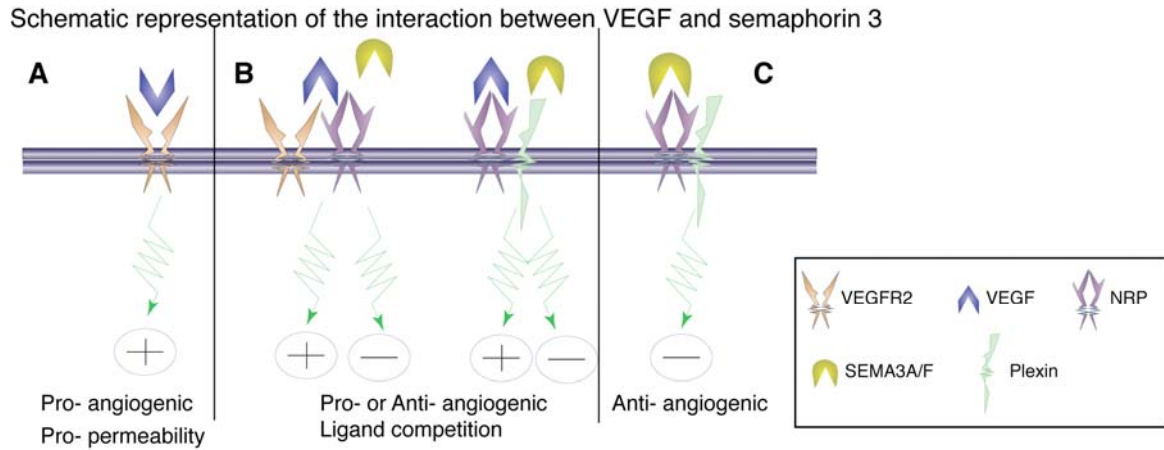 Schematic representation of the interaction between VEGF and semaphorin 3
A
B
C
Pro- angiogenic
Pro- permeability
Pro- or Anti- angiogenic
Ligand competition
Anti- angiogenic
VEGFR2
VEGF
NRP
SEMA3A/F
Plexin